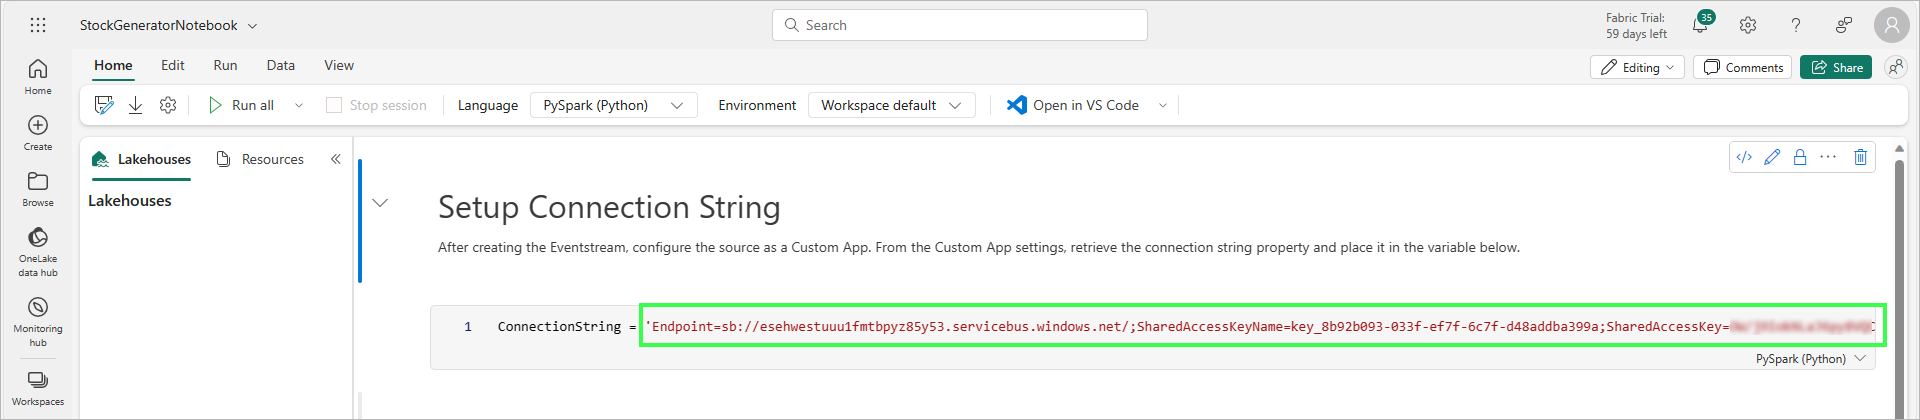 StockGeneratorNotebook
Search
Fabric Trial:
59 days left
35
Home
Edit
Run
Data
View
Editing
Comments
Share
Run all
Stop session
Language
PySpark (Python)
Environment
Workspace default
Open in VS Code
Home
Create
Browse
OneLake
data hub
Monitoring
hub
Workspaces
Lakehouses
Resources
Lakehouses
Setup Connection String
After creating the Eventstream, configure the source as a Custom App. From the Custom App settings, retrieve the connection string property and place it in the variable below.
1 ConnectionString = 'Endpoint=sb://esehwestuuu1fmtbpyz85y53.servicebus.windows.net/;SharedAccessKeyName=key_8b92b093-033f-ef7f-6c7f-d48addba399a;SharedAccessKey=
PySpark (Python)